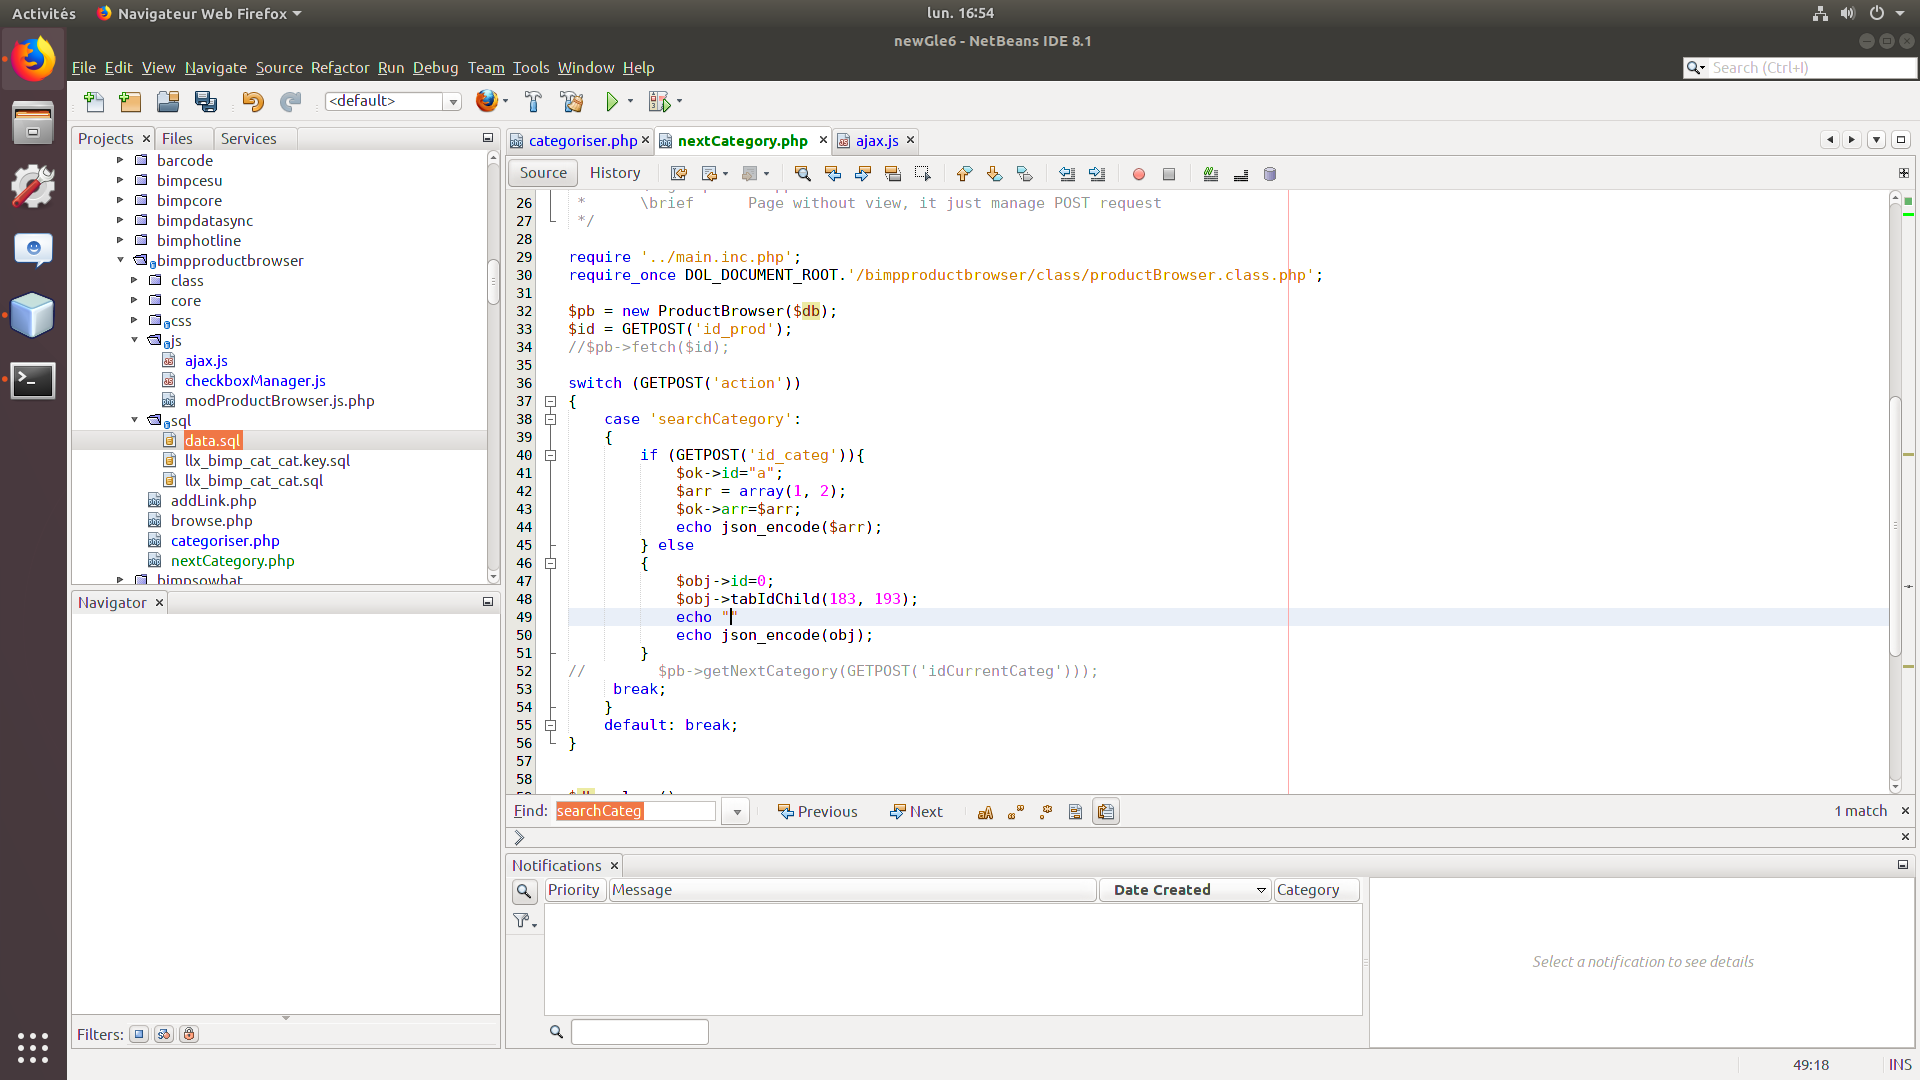 Activités
Navigateur Web Firefox
lun. 16:54
newGle6 - NetBeans IDE 8.1
File Edit View Navigate Source Refactor Run Debug Team Tools Window Help
Search (Ctrl+I)
<default>
Projects Files Services
barcode
bimpcesu
bimpcore
bimpdatasync
bimphotline
bimpproductbrowser
class
core
css
js
ajax.js
checkboxManager.js
modProductBrowser.js.php
sql
data.sql
llx_bimp_cat_cat.key.sql
llx_bimp_cat_cat.sql
addLink.php
browse.php
categoriser.php
nextCategory.php
bimpsowhat
Navigator
Filters:
categoriser.php nextCategory.php ajax.js
Source History
26 * \brief Page without view, it just manage POST request
27 */
28
29 require '../main.inc.php';
30 require_once DOL_DOCUMENT_ROOT.'/bimpproductbrowser/class/productBrowser.class.php';
31
32 $pb = new ProductBrowser($db);
33 $id = GETPOST('id_prod');
34 //$pb->fetch($id);
35
36 switch (GETPOST('action'))
37 {
38 case 'searchCategory':
39 {
40 if (GETPOST('id_categ')){
41 $ok->id="a";
42 $arr = array(1, 2);
43 $ok->arr=$arr;
44 echo json_encode($arr);
45 } else
46 {
47 $obj->id=0;
48 $obj->tabIdChild(183, 193);
49 echo ""
50 echo json_encode(obj);
51 }
52 // $pb->getNextCategory(GETPOST('idCurrentCateg')));
53 break;
54 }
55 default: break;
56 }
57
58
Find: searchCateg Previous Next 1 match
Notifications
Priority Message Date Created Category
Select a notification to see details
49:18 INS